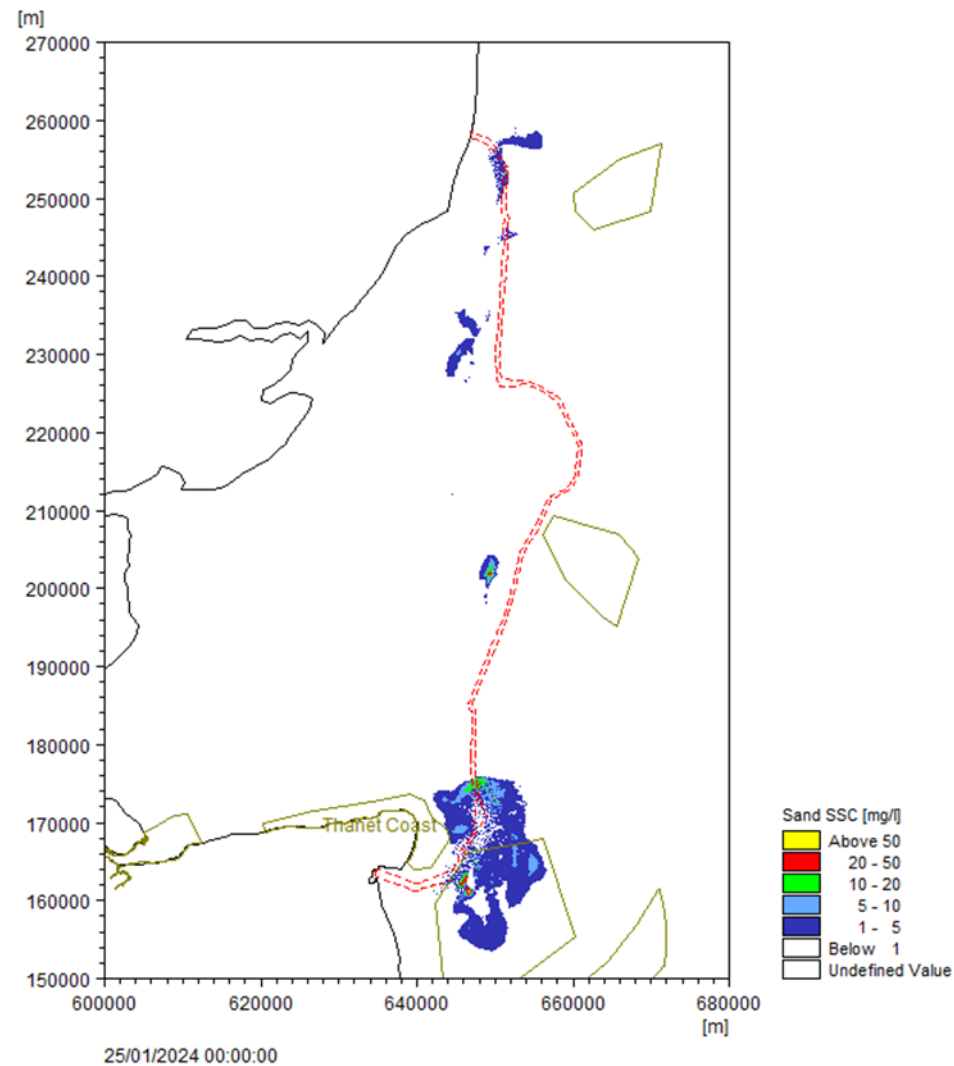 [m]
270000
260000
250000
240000
230000
220000
210000
200000
190000
180000
170000
160000
150000
Thanet Coast
600000 620000 640000 660000 680000
[m]
25/01/2024 00:00:00
Sand SSC [mg/l]
Above 50
20 - 50
10 - 20
5 - 10
1 - 5
Below 1
Undefined Value